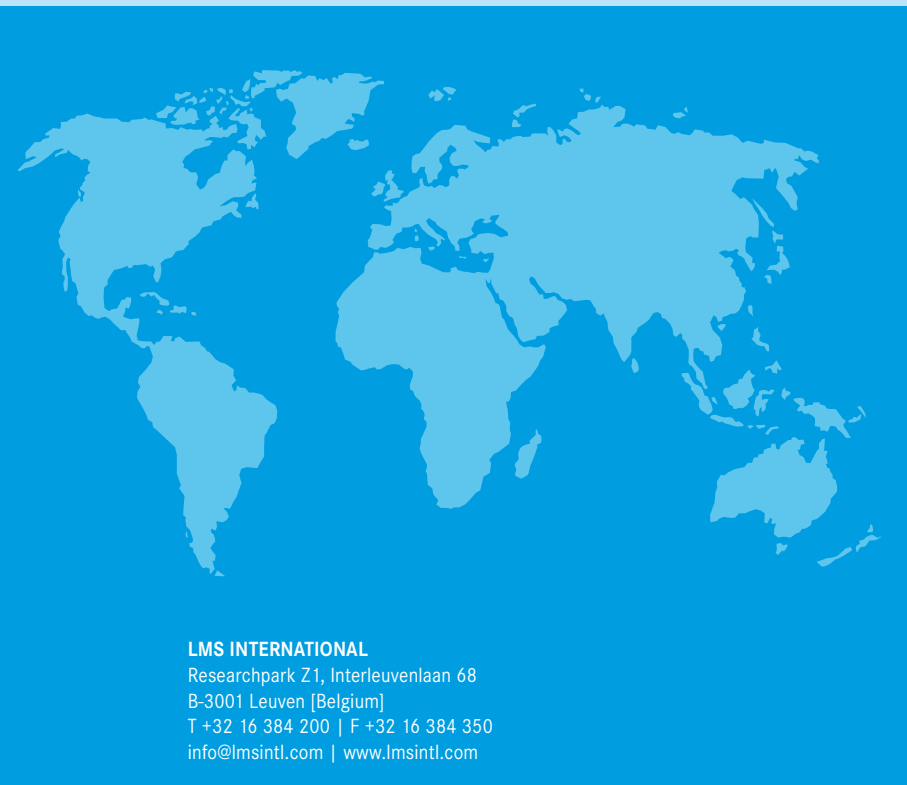 LMS INTERNATIONAL
Researchpark Z1, Interleuvenlaan 68
B-3001 Leuven [Belgium]
T +32 16 384 200 | F +32 16 384 350
info@lmsintl.com | www.lmsintl.com